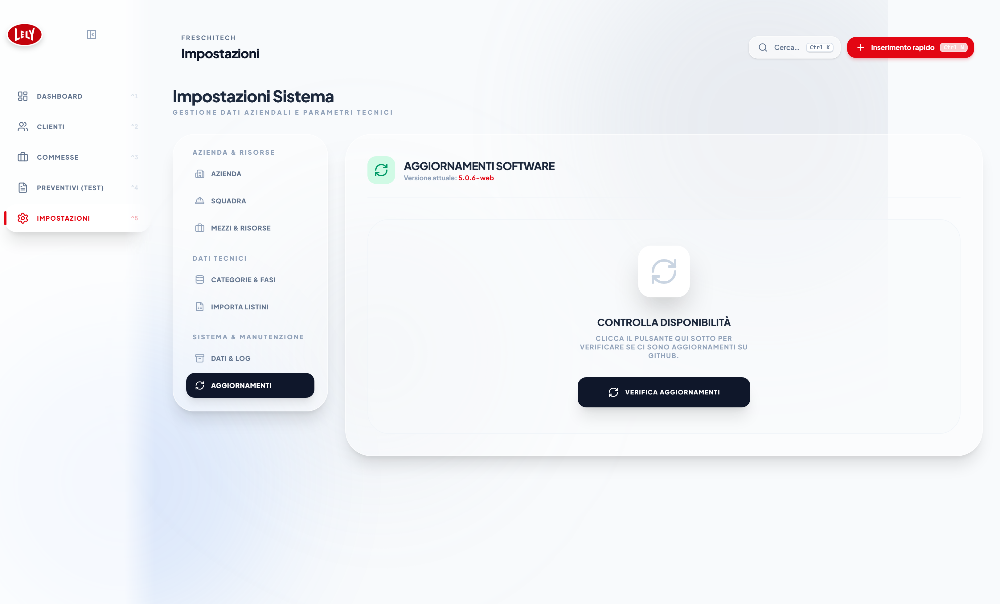 LELY
FRESCHITECH
Impostazioni
Cerca...
Ctrl K
Inserimento rapido
Ctrl N
DASHBOARD ^1
CLIENTI ^2
COMMESSE ^3
PREVENTIVI (TEST) ^4
IMPOSTAZIONI ^5
Impostazioni Sistema
GESTIONE DATI AZIENDALI E PARAMETRI TECNICI
AZIENDA & RISORSE
AZIENDA
SQUADRA
MEZZI & RISORSE
DATI TECNICI
CATEGORIE & FASI
IMPORTA LISTINI
SISTEMA & MANUTENZIONE
DATI & LOG
AGGIORNAMENTI
AGGIORNAMENTI SOFTWARE
Versione attuale: 5.0.6-web
CONTROLLA DISPONIBILITÀ
CLICCA IL PULSANTE QUI SOTTO PER
VERIFICARE SE CI SONO AGGIORNAMENTI SU
GITHUB.
VERIFICA AGGIORNAMENTI